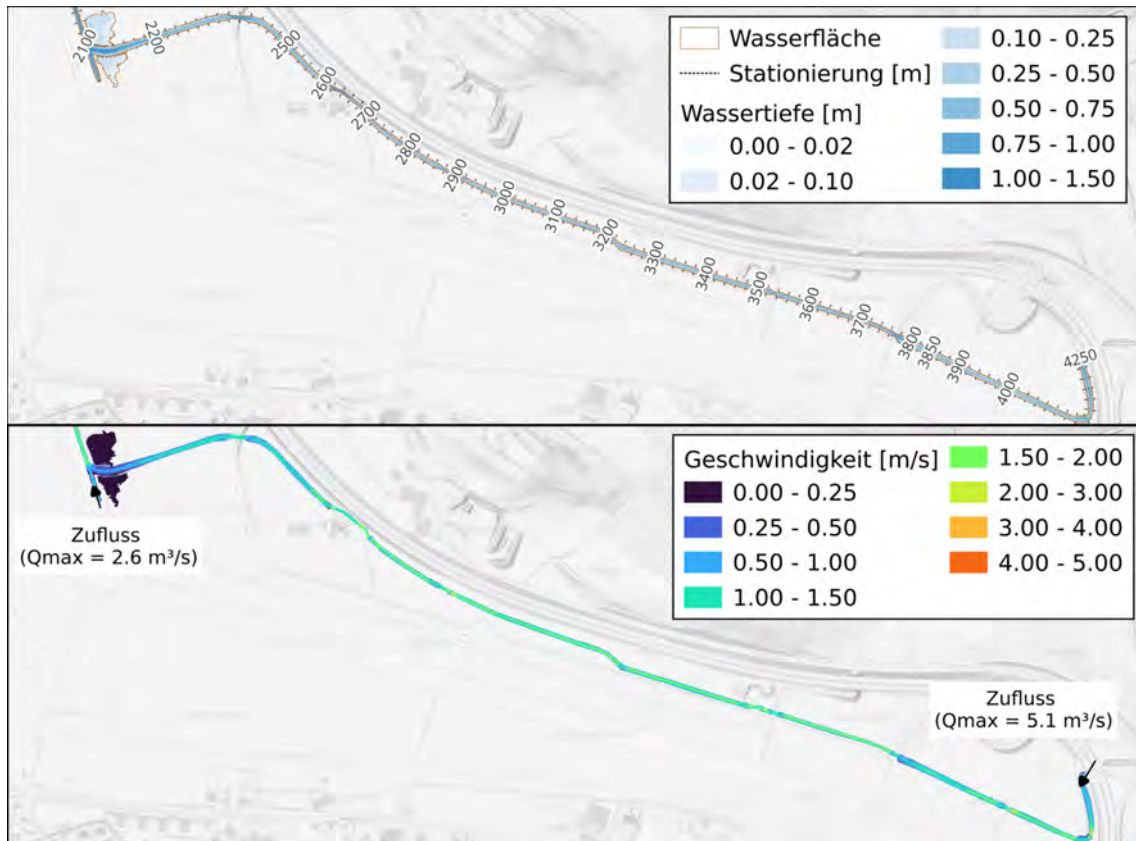 2100
2200
2500
2600
2700
2800
2900
3000
3100
3200
3300
3400
3500
3600
3700
3800
3850
3900
4000
4250
Wasserfläche
Stationierung [m]
Wassertiefe [m]
0.00 - 0.02
0.02 - 0.10
0.10 - 0.25
0.25 - 0.50
0.50 - 0.75
0.75 - 1.00
1.00 - 1.50
Zufluss
(Qmax = 2.6 m³/s)
Geschwindigkeit [m/s]
0.00 - 0.25
0.25 - 0.50
0.50 - 1.00
1.00 - 1.50
1.50 - 2.00
2.00 - 3.00
3.00 - 4.00
4.00 - 5.00
Zufluss
(Qmax = 5.1 m³/s)